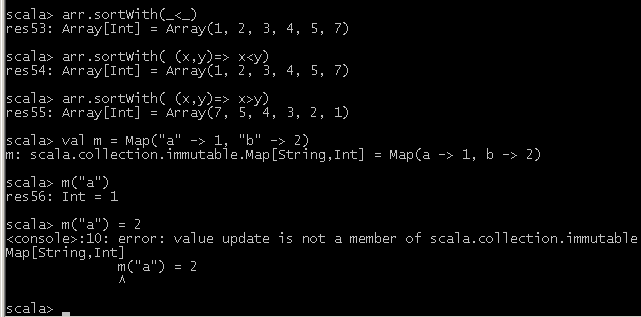 scala> arr.sortWith(_<_)
res53: Array[Int] = Array(1, 2, 3, 4, 5, 7)
scala> arr.sortWith( (x,y)=> x<y)
res54: Array[Int] = Array(1, 2, 3, 4, 5, 7)
scala> arr.sortWith( (x,y)=> x>y)
res55: Array[Int] = Array(7, 5, 4, 3, 2, 1)
scala> val m = Map("a" -> 1, "b" -> 2)
m: scala.collection.immutable.Map[String,Int] = Map(a -> 1, b -> 2)
scala> m("a")
res56: Int = 1
scala> m("a") = 2
<console>:10: error: value update is not a member of scala.collection.immutable
Map[String,Int]
m("a") = 2
^
scala>